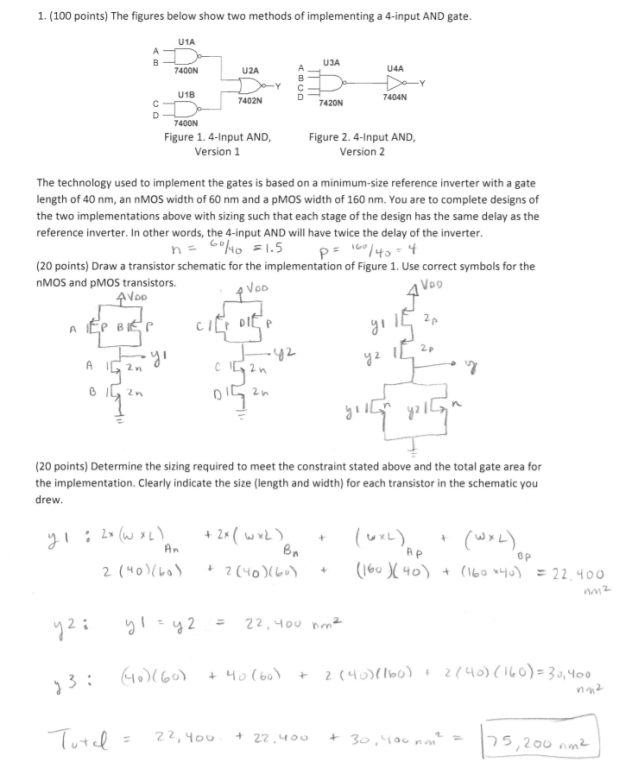 1. (100 points) The figures below show two methods of implementing a 4-input AND gate.
U1A
A
B
7400N
U2A
Y
7402N
U1B
C
D
7400N
U3A
A
B
C
D
7420N
U4A
Y
7404N
Figure 1. 4-Input AND,
Version 1
Figure 2. 4-Input AND,
Version 2
The technology used to implement the gates is based on a minimum-size reference inverter with a gate
length of 40 nm, an nMOS width of 60 nm and a pMOS width of 160 nm. You are to complete designs of
the two implementations above with sizing such that each stage of the design has the same delay as the
reference inverter. In other words, the 4-input AND will have twice the delay of the inverter.
n = 60/40 = 1.5 p = 160/40 = 4
(20 points) Draw a transistor schematic for the implementation of Figure 1. Use correct symbols for the
nMOS and pMOS transistors.
VDD
A P B P
y1
A 2n
B 2n
VDD
C P D P
y2
C 2n
D 2n
VDD
y1 2p
y2 2p
y
y1 n y2 n
(20 points) Determine the sizing required to meet the constraint stated above and the total gate area for
the implementation. Clearly indicate the size (length and width) for each transistor in the schematic you
drew.
y1 : 2x (W x L) An + 2x (W x L) Bn + (W x L) Ap + (W x L) Bp
2 (40)(60) + 2(40)(60) + (160)(40) + (160 x 40) = 22,400 nm2
y2: y1 = y2 = 22,400 nm2
y3: (40)(60) + 40(60) + 2(40)(160) + 2(40)(160) = 30,400 nm2
Total = 22,400 + 22,400 + 30,400 nm2 = 75,200 nm2